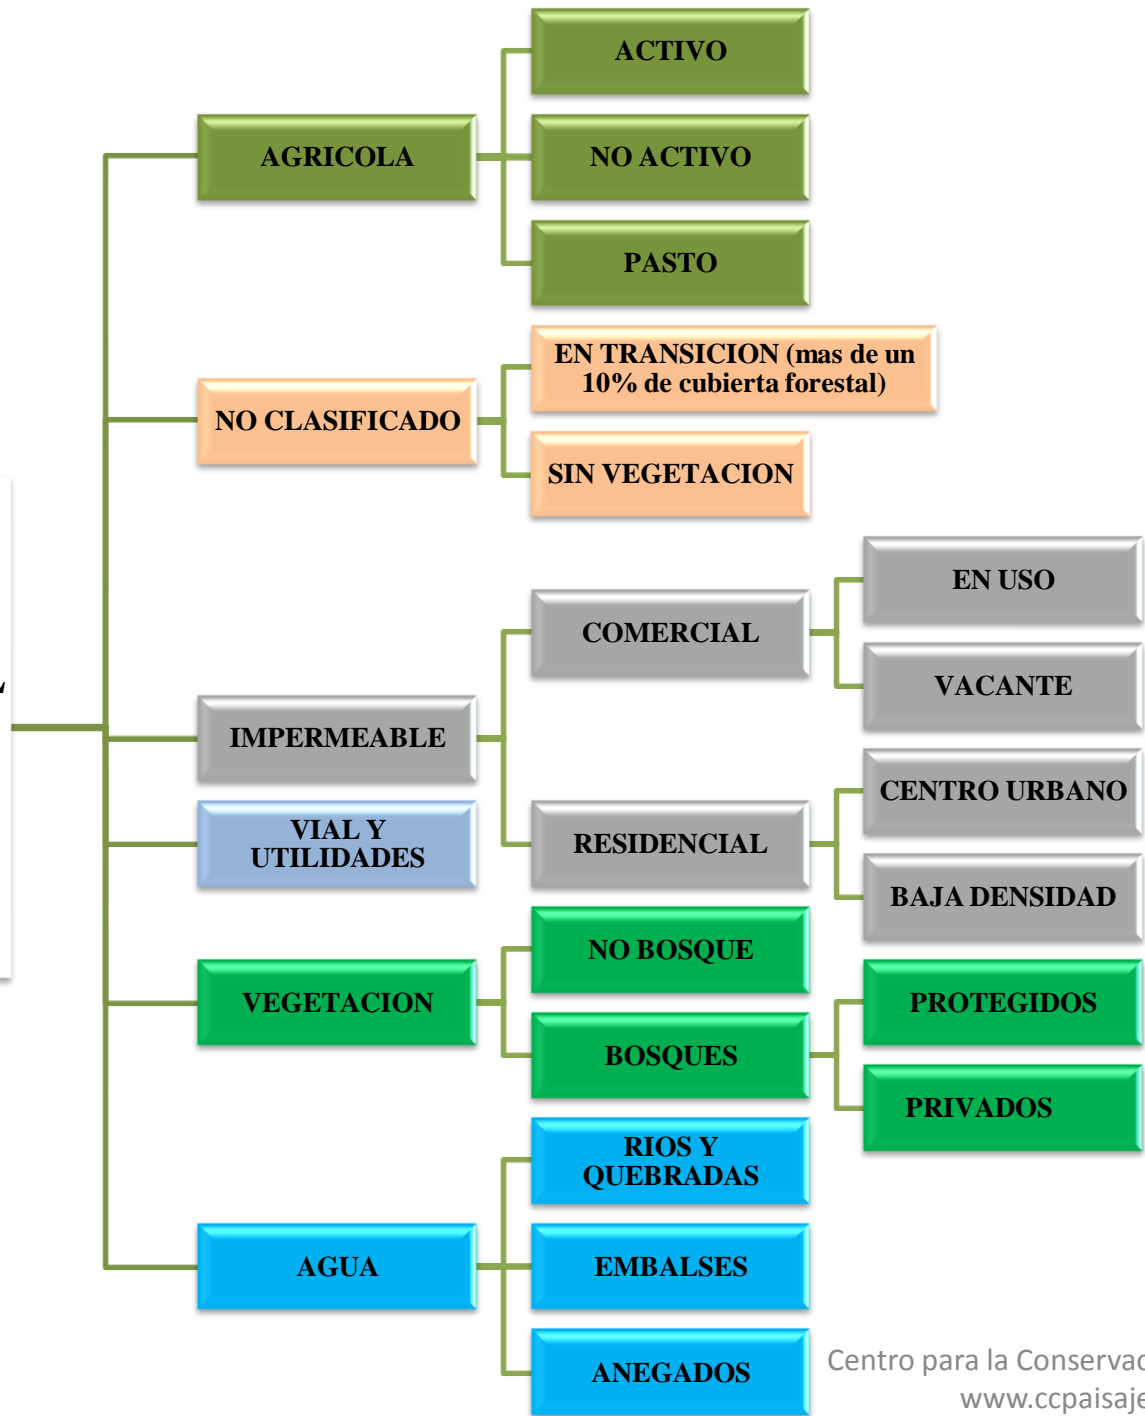 ACTIVO
AGRICOLA
NO ACTIVO
PASTO
EN TRANSICION (mas de un
10% de cubierta forestal)
NO CLASIFICADO
SIN VEGETACION
EN USO
COMERCIAL
VACANTE
IMPERMEABLE
CENTRO URBANO
VIAL Y
UTILIDADES
RESIDENCIAL
BAJA DENSIDAD
NO BOSQUE
VEGETACION
PROTEGIDOS
BOSQUES
PRIVADOS
RIOS Y
QUEBRADAS
AGUA
EMBALSES
ANEGADOS
Centro para la
www.ccpaisaje